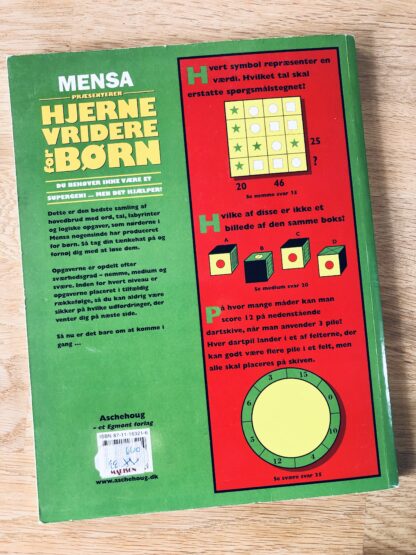 MENSA
PRÆSENTERER
HJERNE
VRIDERE
for BØRN
DU BEHØVER IKKE VÆRE ET
SUPERGENI ... MEN DET HJÆLPER!
Dette er den bedste samling af
hovedbrud med ord, tal, labyrinter
og logiske opgaver, som nørderne i
Mensa nogensinde har produceret
for børn. Så tag din tænkehat på og
fornøj dig med at løse dem.
Opgaverne er opdelt efter
sværhedsgrad – nemme, medium og
svære. Inden for hvert niveau er
opgaverne placeret i tilfældig
rækkefølge, så du kan aldrig være
sikker på hvilke udfordringer, der
venter dig på næste side.
Så nu er det bare om at komme i
gang ...
Aschehoug
– et Egmont forlag
www.aschehoug.dk
Hvert symbol repræsenter en
værdi. Hvilket tal skal
erstatte spørgsmålstegnet?
25
?
20 46
Se nemme svar 15
Hvilke af disse er ikke et
billede af den samme boks?
A B C D
Se medium svar 20
På hvor mange måder kan man
score 12 på nedenstående
dartskive, når man anvender 3 pile?
Hver dartpil lander i et af felterne, der
kan godt være flere pile i et felt, men
alle skal placeres på skiven.
Se svære svar 25